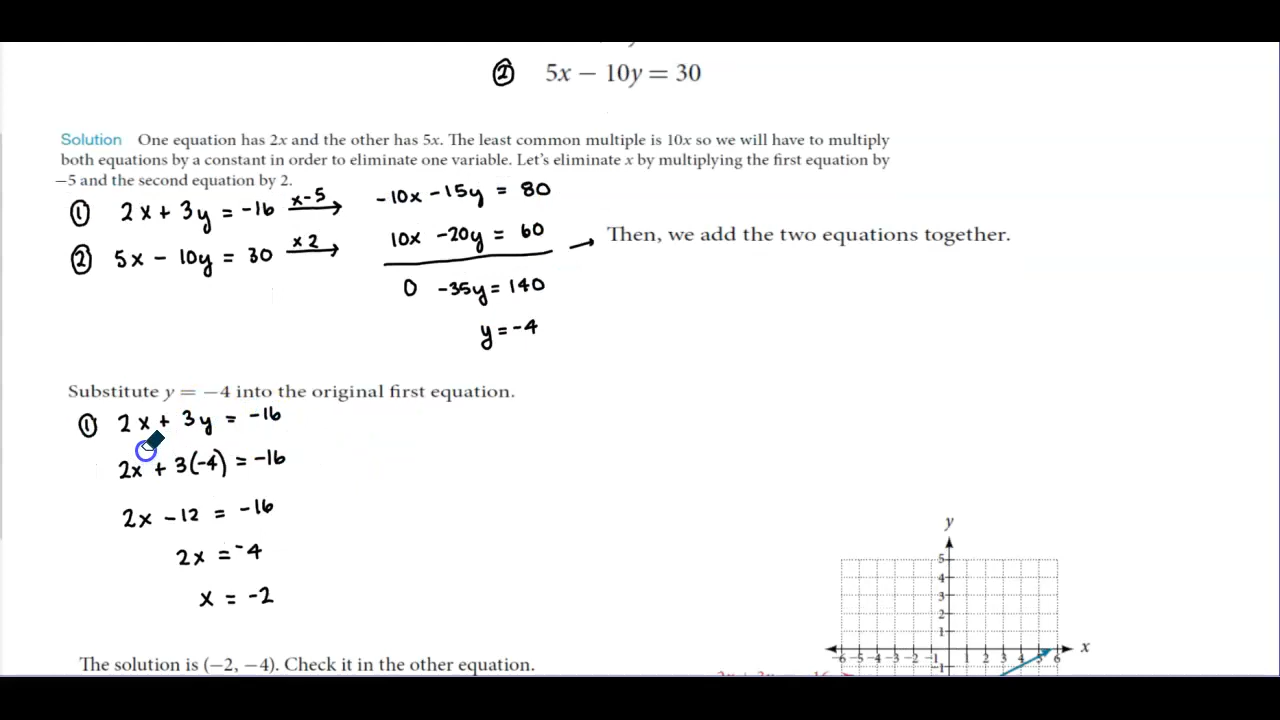 ② 5x − 10y = 30
Solution One equation has 2x and the other has 5x. The least common multiple is 10x so we will have to multiply
both equations by a constant in order to eliminate one variable. Let’s eliminate x by multiplying the first equation by
−5 and the second equation by 2.
① 2x + 3y = -16 x-5 -10x -15y = 80
② 5x - 10y = 30 x2 10x -20y = 60
→ Then, we add the two equations together.
0 -35y = 140
y = -4
Substitute y = −4 into the original first equation.
① 2x + 3y = -16
2x + 3(-4) = -16
2x - 12 = -16
2x = -4
x = -2
y
5
4
3
2
1
-6 -5 -4 -3 -2 -1 1 2 3 4 5 6 x
-1
The solution is (−2, −4). Check it in the other equation.